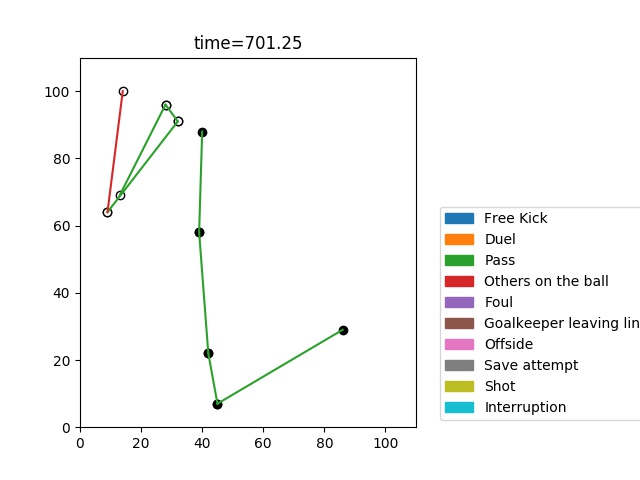 time=701.25
100
80
60
40
20
0
0 20 40 60 80 100
Free Kick
Duel
Pass
Others on the ball
Foul
Goalkeeper leaving lin
Offside
Save attempt
Shot
Interruption